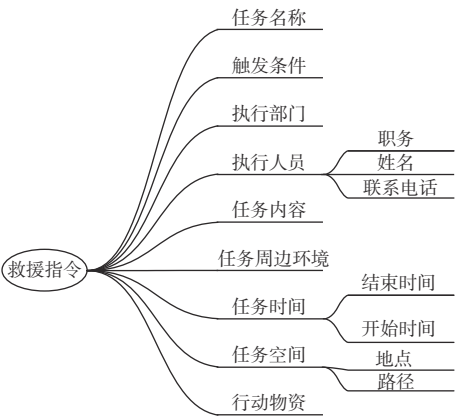 救援指令
任务名称
触发条件
执行部门
执行人员
职务
姓名
联系电话
任务内容
任务周边环境
任务时间
结束时间
开始时间
任务空间
地点
路径
行动物资